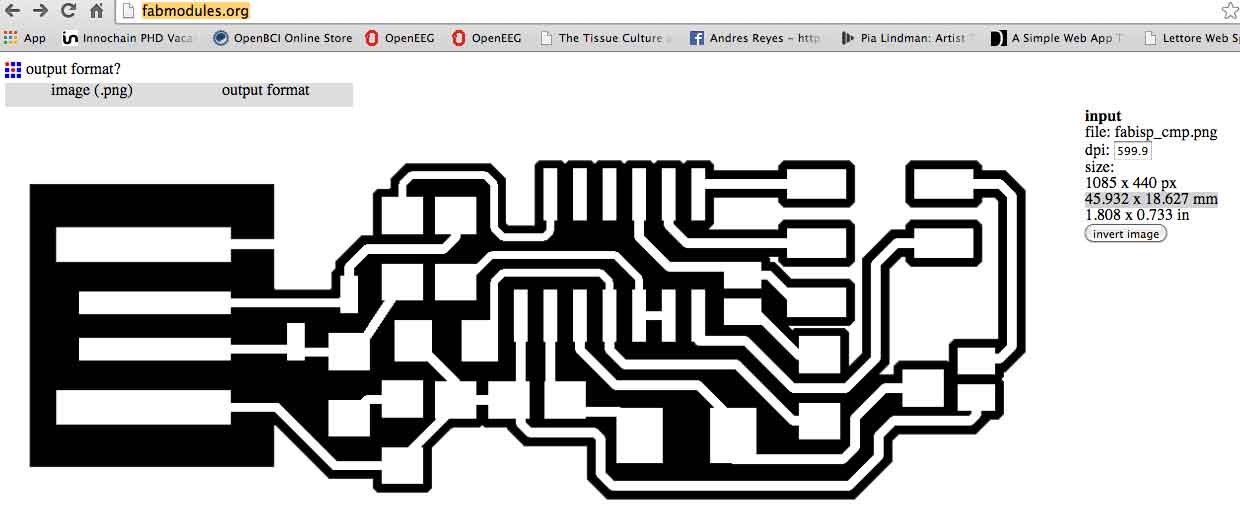 fabmodules.org
App Innochain PHD Vaca OpenBCI Online Store OpenEEG OpenEEG The Tissue Culture a Andres Reyes – http Pia Lindman: Artist A Simple Web App T Lettore Web Sp
output format?
image (.png) output format
input
file: fabisp_cmp.png
dpi: 599.9
size:
1085 x 440 px
45.932 x 18.627 mm
1.808 x 0.733 in
invert image